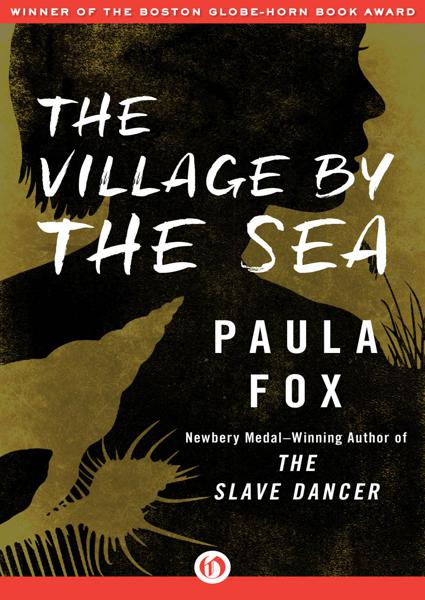 WINNER OF THE BOSTON GLOBE-HORN BOOK AWARD
THE
VILLAGE BY
THE SEA
PAULA
FOX
Newbery Medal–Winning Author of
THE
SLAVE DANCER